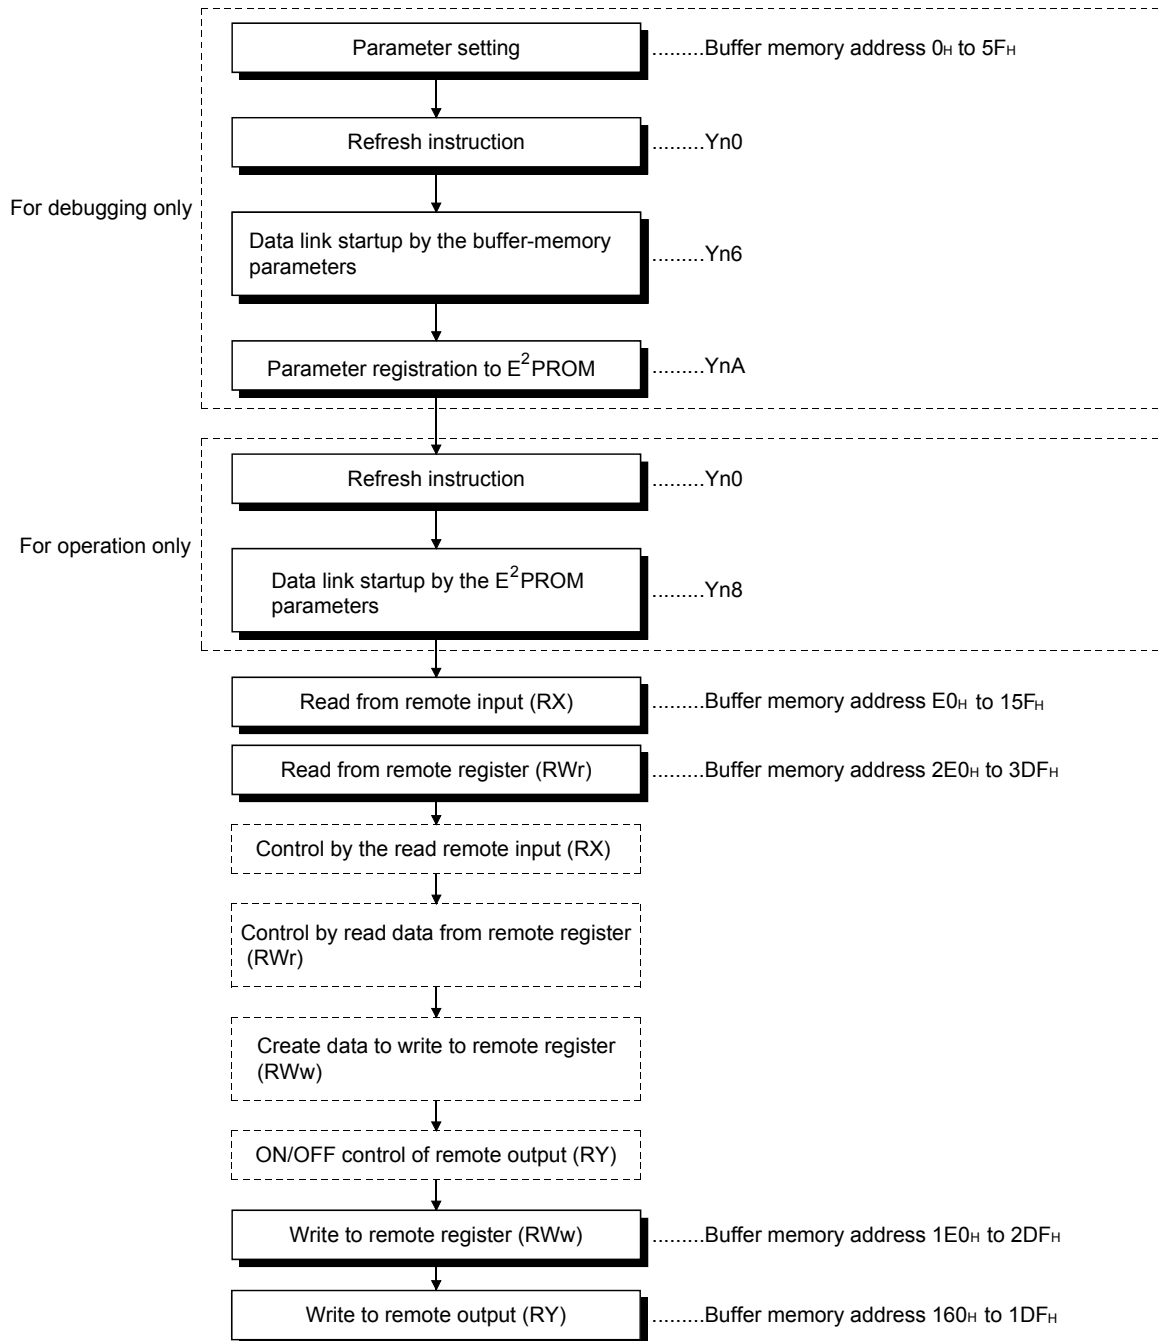 Parameter setting .........Buffer memory address 0H to 5FH
Refresh instruction .........Yn0
For debugging only
Data link startup by the buffer-memory
parameters
.........Yn6
Parameter registration to E2PROM .........YnA
Refresh instruction .........Yn0
For operation only
Data link startup by the E2PROM
parameters
.........Yn8
Read from remote input (RX) .........Buffer memory address E0H to 15FH
Read from remote register (RWr) .........Buffer memory address 2E0H to 3DFH
Control by the read remote input (RX)
Control by read data from remote register
(RWr)
Create data to write to remote register
(RWw)
ON/OFF control of remote output (RY)
Write to remote register (RWw) .........Buffer memory address 1E0H to 2DFH
Write to remote output (RY) .........Buffer memory address 160H to 1DFH